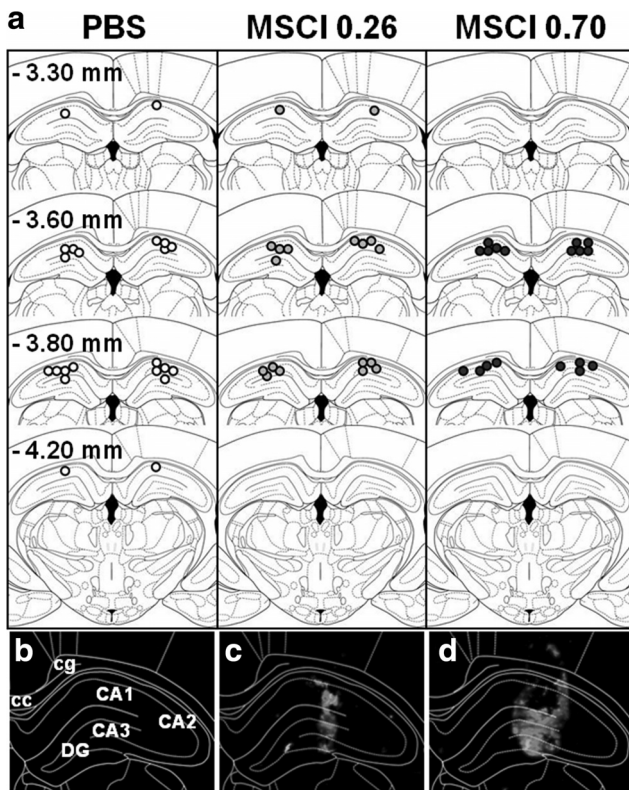 a
PBS MSCI 0.26 MSCI 0.70
- 3.30 mm
- 3.60 mm
- 3.80 mm
- 4.20 mm
b c d
cg
cc
CA1
CA2
CA3
DG